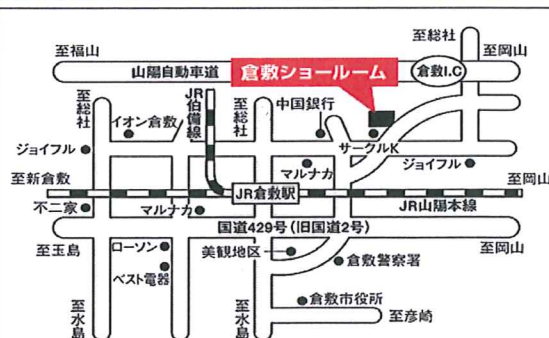 至福山
山陽自動車道
倉敷ショールーム
倉敷I.C
至総社
至岡山
至総社
イオン倉敷
JR伯備線
至総社
中国銀行
サークルK
ジョイフル
マルナカ
ジョイフル
至新倉敷
JR倉敷駅
至岡山
不二家
マルナカ
JR山陽本線
国道429号(旧国道2号)
至玉島
ローソン
美観地区
至岡山
ベスト電器
倉敷警察署
至水島
至水島
倉敷市役所
至彦崎